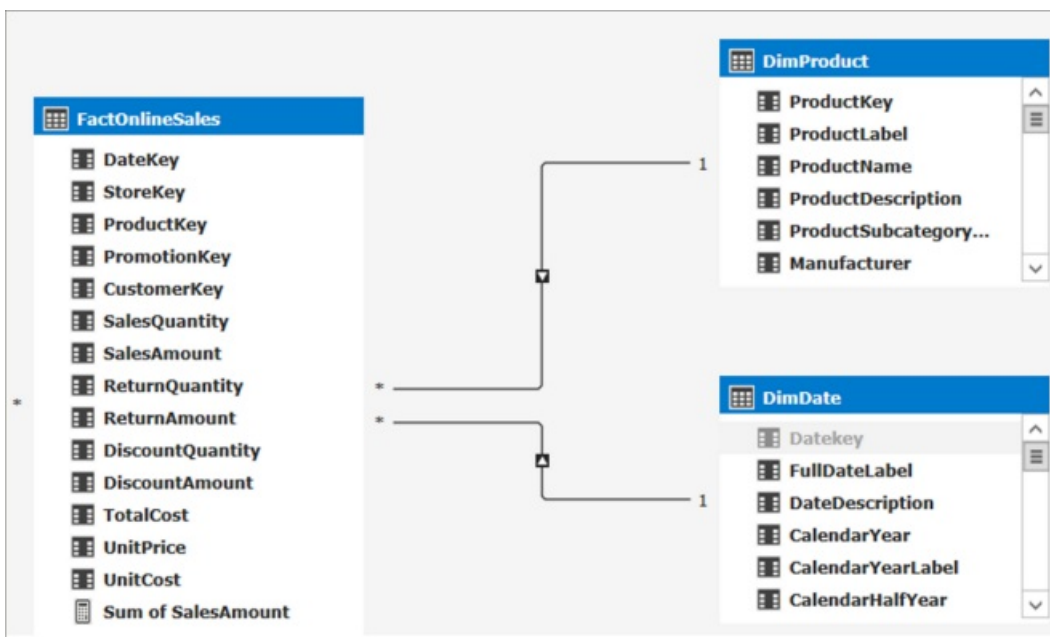 FactOnlineSales
DateKey
StoreKey
ProductKey
PromotionKey
CustomerKey
SalesQuantity
SalesAmount
ReturnQuantity
ReturnAmount
DiscountQuantity
DiscountAmount
TotalCost
UnitPrice
UnitCost
Sum of SalesAmount
*
*
*
1
1
DimProduct
ProductKey
ProductLabel
ProductName
ProductDescription
ProductSubcategory...
Manufacturer
DimDate
Datekey
FullDateLabel
DateDescription
CalendarYear
CalendarYearLabel
CalendarHalfYear